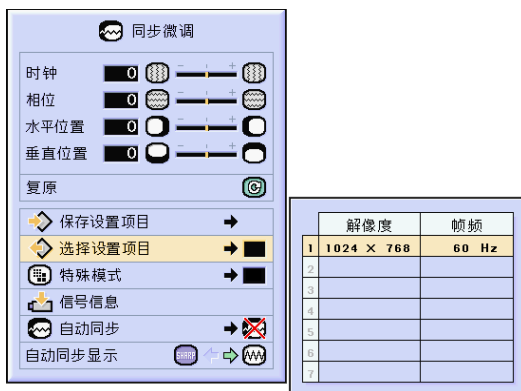 同步微调
时钟 0 - +
相位 0 - +
水平位置 0 - +
垂直位置 0 - +
复原
保存设置项目
选择设置项目
特殊模式
信号信息
自动同步
自动同步显示 SHARP
解像度 帧频
1 1024 × 768 60 Hz
2
3
4
5
6
7